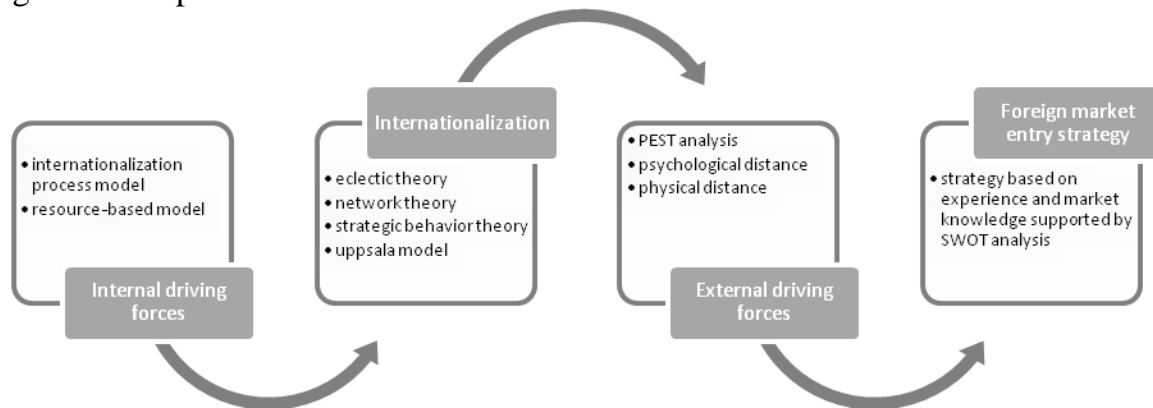 • internationalization
process model
• resource-based model
Internal driving
forces
Internationalization
• eclectic theory
• network theory
• strategic behavior theory
• uppsala model
• PEST analysis
• psychological distance
• physical distance
External driving
forces
Foreign market
entry strategy
• strategy based on
experience and market
knowledge supported by
SWOT analysis